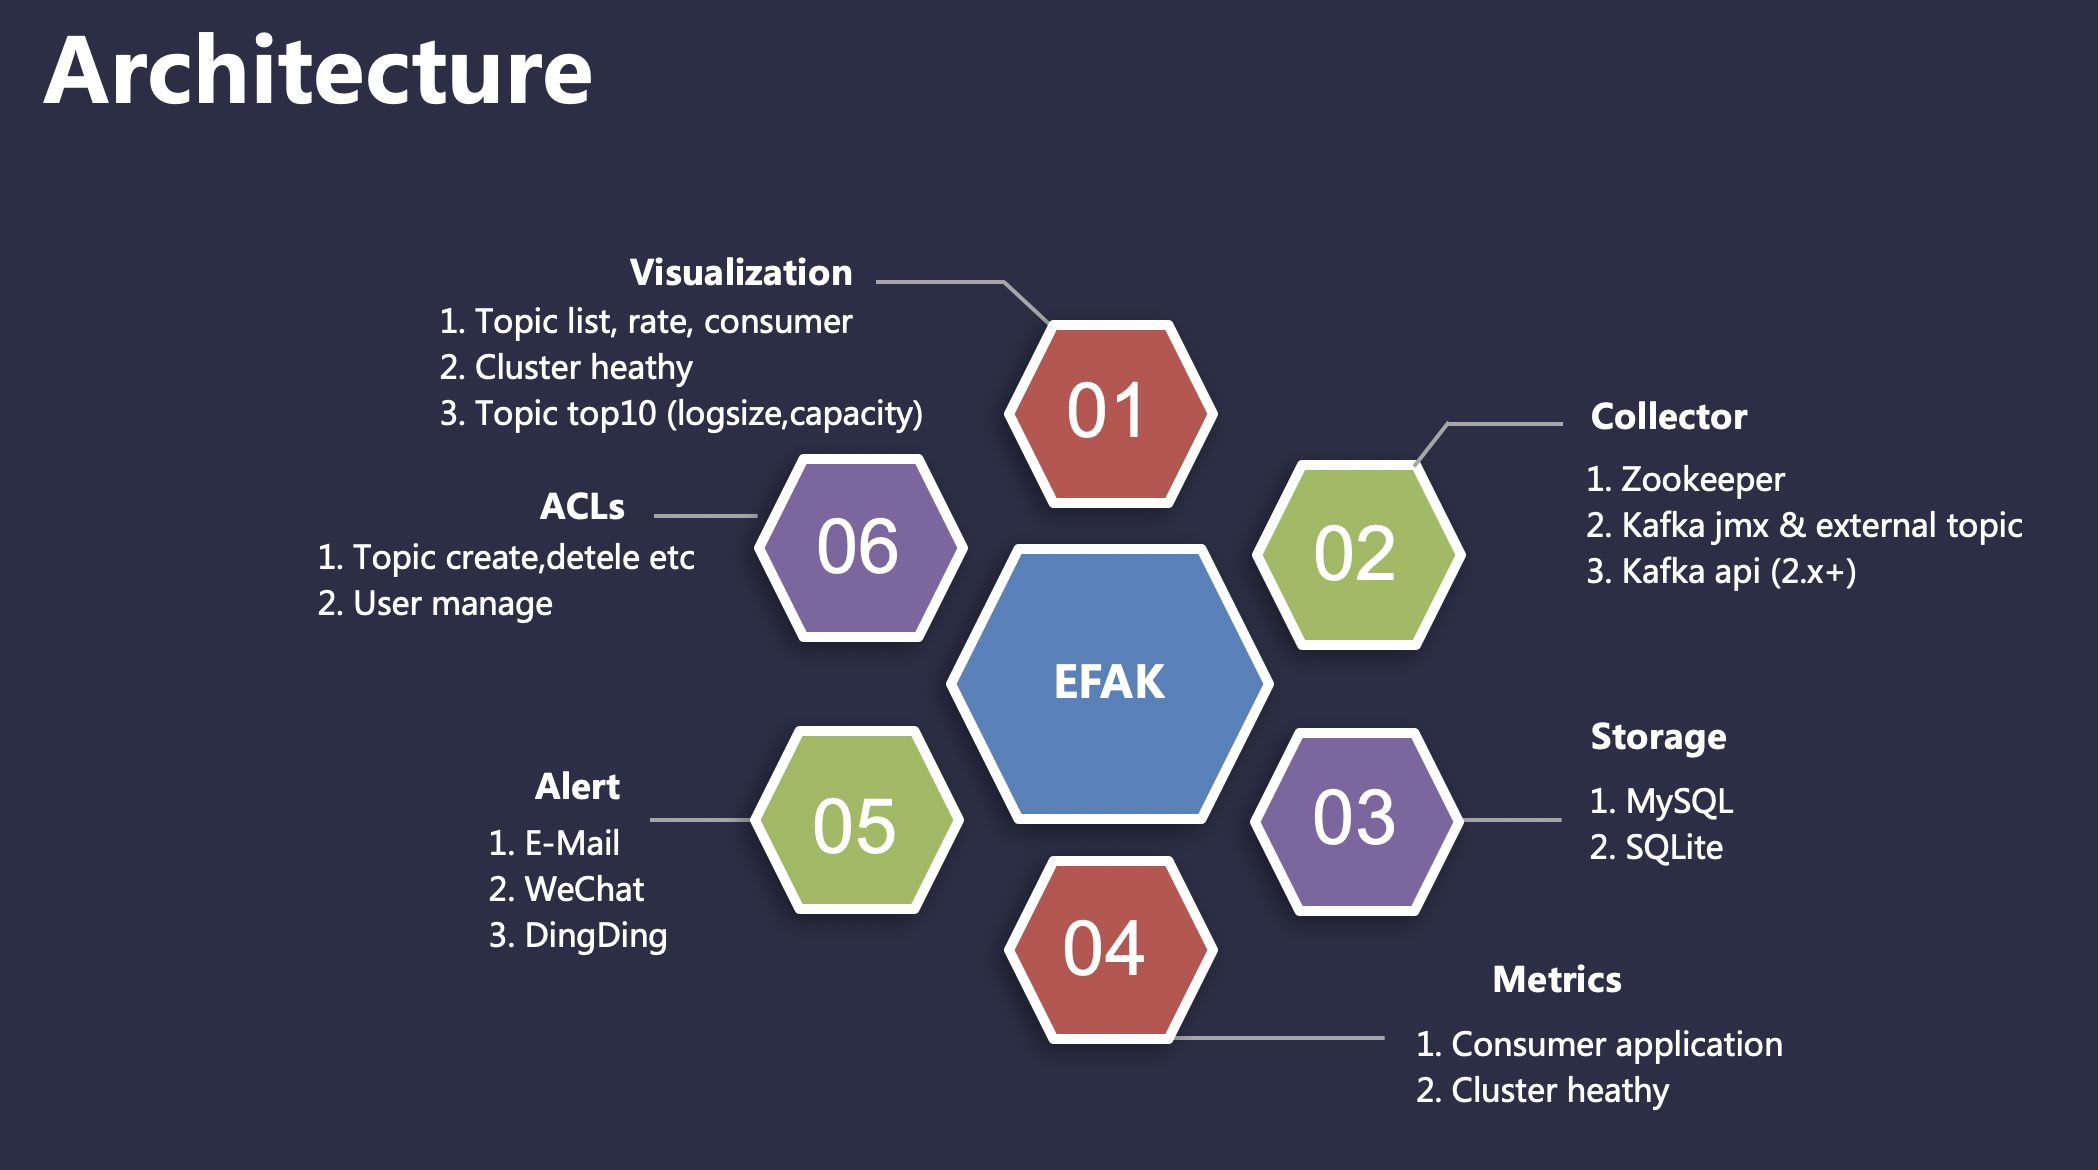 Architecture
Visualization
1. Topic list, rate, consumer
2. Cluster heathy
3. Topic top10 (logsize,capacity)
01
Collector
1. Zookeeper
2. Kafka jmx & external topic
3. Kafka api (2.x+)
02
ACLs
1. Topic create,detele etc
2. User manage
06
EFAK
Storage
1. MySQL
2. SQLite
03
Alert
1. E-Mail
2. WeChat
3. DingDing
05
04
Metrics
1. Consumer application
2. Cluster heathy